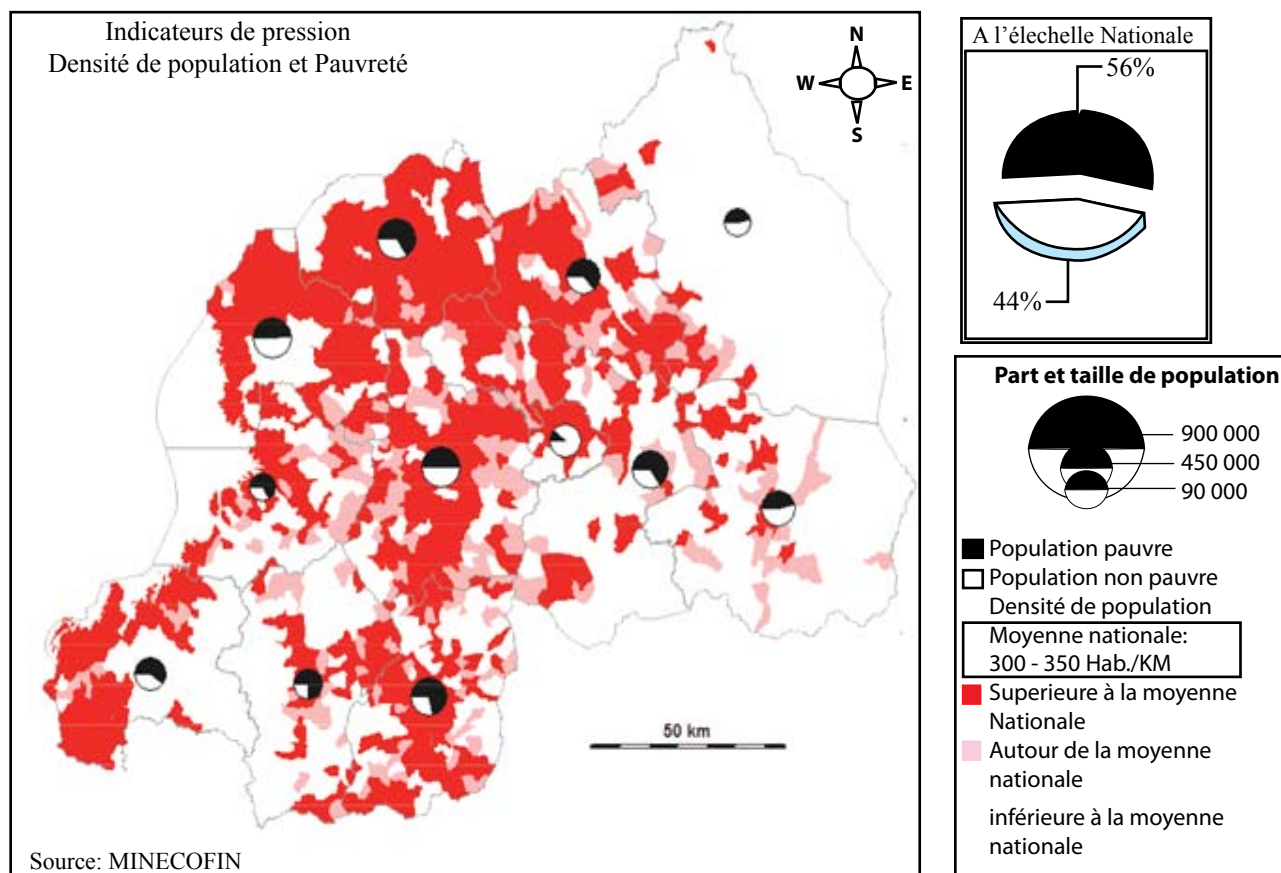 Indicateurs de pression
Densité de population et Pauvreté
N
W
E
S
50 km
Source: MINECOFIN
A l'élechelle Nationale
56%
44%
Part et taille de population
900 000
450 000
90 000
Population pauvre
Population non pauvre
Densité de population
Moyenne nationale:
300 - 350 Hab./KM
Superieure à la moyenne
Nationale
Autour de la moyenne
nationale
inférieure à la moyenne
nationale